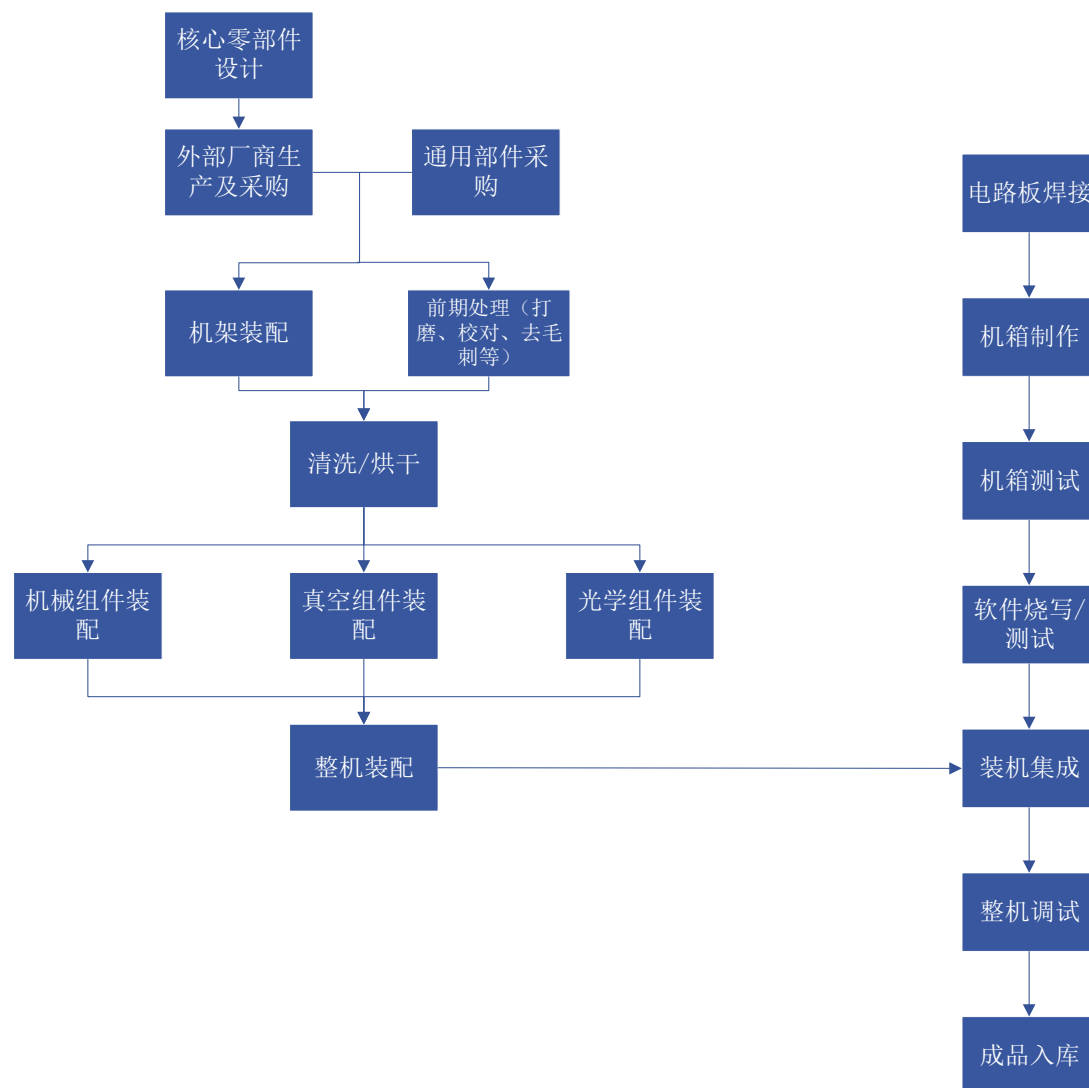 核心零部件
设计
外部厂商生
产及采购
通用部件采
购
电路板焊接
机架装配
前期处理（打
磨、校对、去毛
刺等）
机箱制作
清洗/烘干
机箱测试
机械组件装
配
真空组件装
配
光学组件装
配
软件烧写/
测试
整机装配
装机集成
整机调试
成品入库